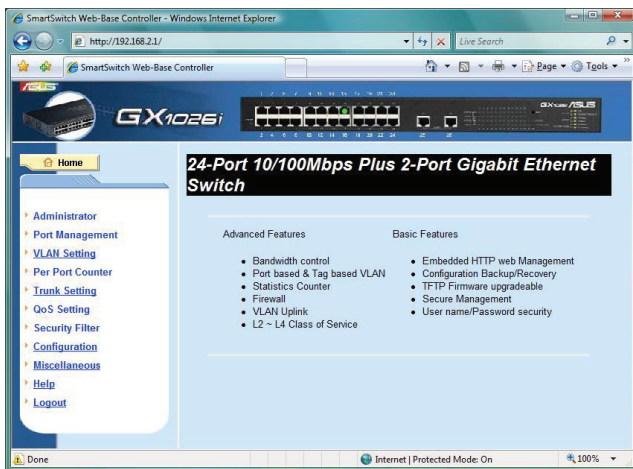 SmartSwitch Web-Base Controller - Windows Internet Explorer
http://192.168.2.1/
Live Search
SmartSwitch Web-Base Controller
Page
Tools
ASUS
GX1026i
ASUS
Home
24-Port 10/100Mbps Plus 2-Port Gigabit Ethernet
Switch
Administrator
Port Management
VLAN Setting
Per Port Counter
Trunk Setting
QoS Setting
Security Filter
Configuration
Miscellaneous
Help
Logout
Advanced Features
Bandwidth control
Port based & Tag based VLAN
Statistics Counter
Firewall
VLAN Uplink
L2 ~ L4 Class of Service
Basic Features
Embedded HTTP web Management
Configuration Backup/Recovery
TFTP Firmware upgradeable
Secure Management
User name/Password security
Done
Internet | Protected Mode: On
100%